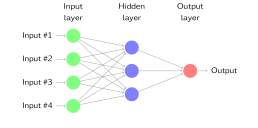 Input
layer
Hidden
layer
Output
layer
Input #1
Input #2
Input #3
Input #4
Output